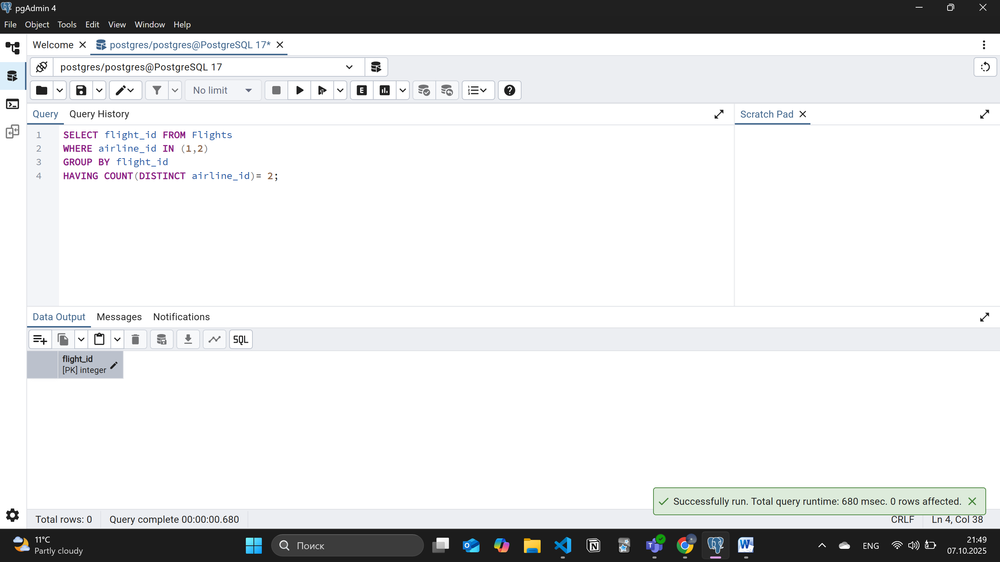 pgAdmin 4
File Object Tools Edit View Window Help
Welcome postgres/postgres@PostgreSQL 17*
postgres/postgres@PostgreSQL 17
No limit
Query Query History
Scratch Pad
1 SELECT flight_id FROM Flights
2 WHERE airline_id IN (1,2)
3 GROUP BY flight_id
4 HAVING COUNT(DISTINCT airline_id)= 2;
Data Output Messages Notifications
SQL
flight_id
[PK] integer
Successfully run. Total query runtime: 680 msec. 0 rows affected.
Total rows: 0 Query complete 00:00:00.680 CRLF Ln 4, Col 38
11°C
Partly cloudy
Поиск
ENG
21:49
07.10.2025